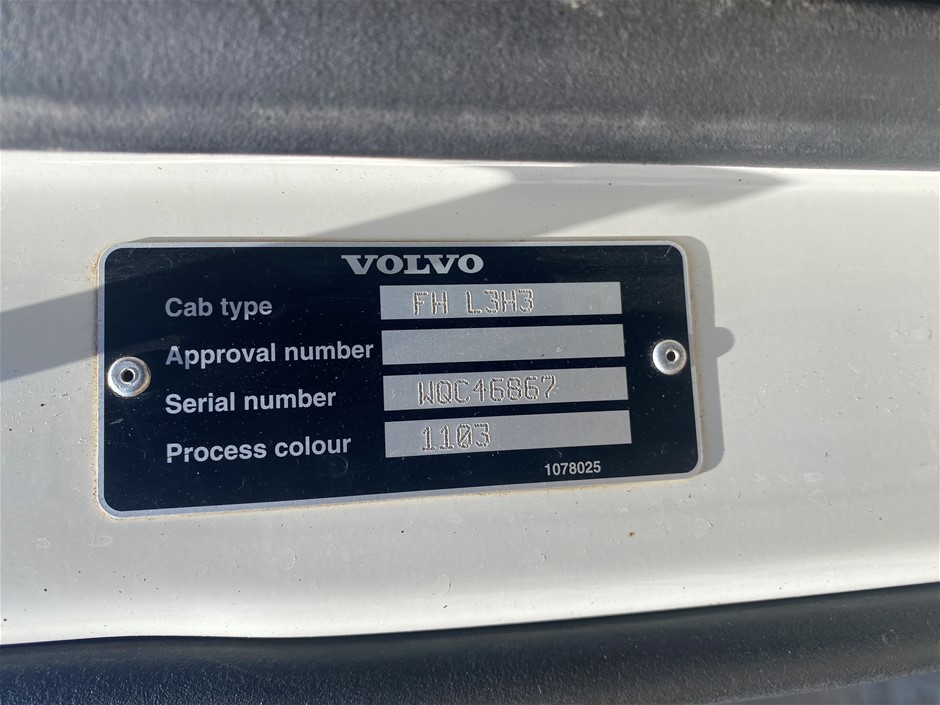 VOLVO
Cab type FH L3H3
Approval number
Serial number WQC46867
Process colour 1103
1078025